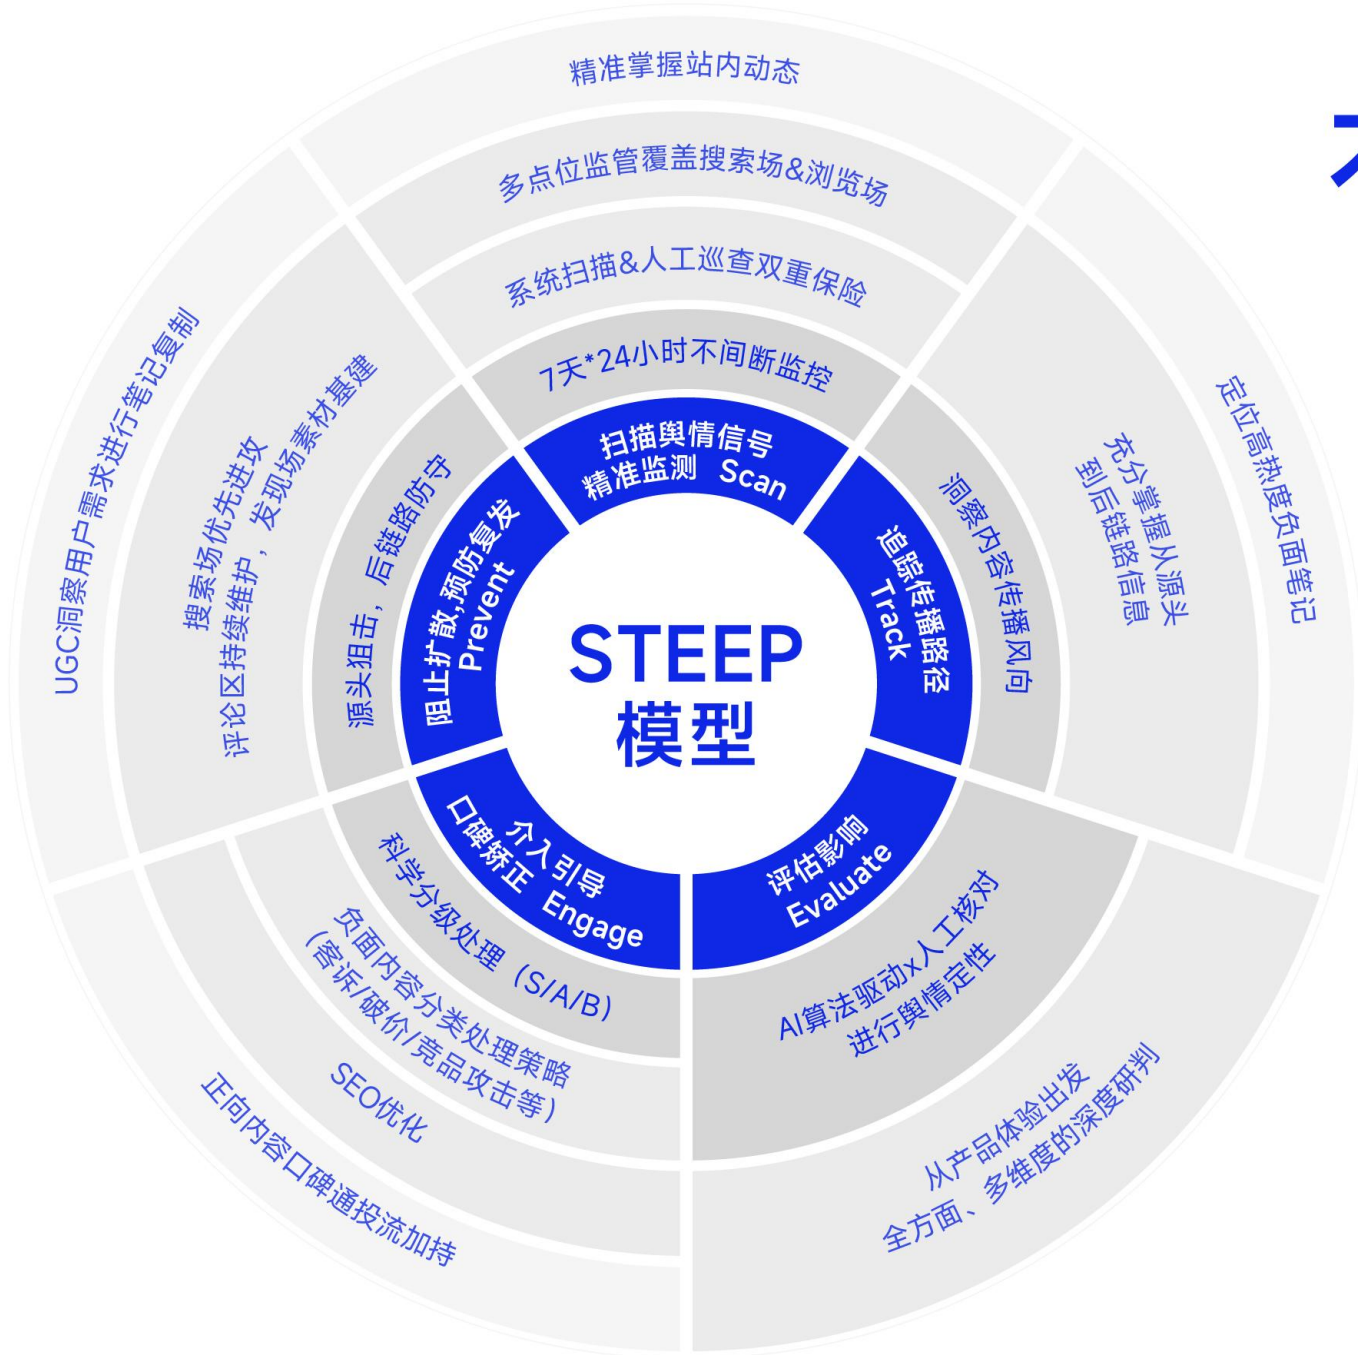 STEEP
模型
扫描舆情信号
精准监测 Scan
7天*24小时不间断监控
系统扫描&人工巡查双重保险
多点位监管覆盖搜索场&浏览场
精准掌握站内动态
追踪传播路径
Track
洞察内容传播风向
充分掌握从源头
到后链路信息
定位高热度负面笔记
评估影响
Evaluate
AI算法驱动x人工核对
进行舆情定性
从产品体验出发
全方面、多维度的深度研判
介入引导
口碑矫正 Engage
科学分级处理（S/A/B）
负面内容分类处理策略
（客诉/破价/竞品攻击等）
SEO优化
正向内容口碑通投流加持
阻止扩散,预防复发
Prevent
源头狙击，后链路防守
搜索场优先进攻
评论区持续维护，发现场素材基建
UGC洞察用户需求进行笔记复制